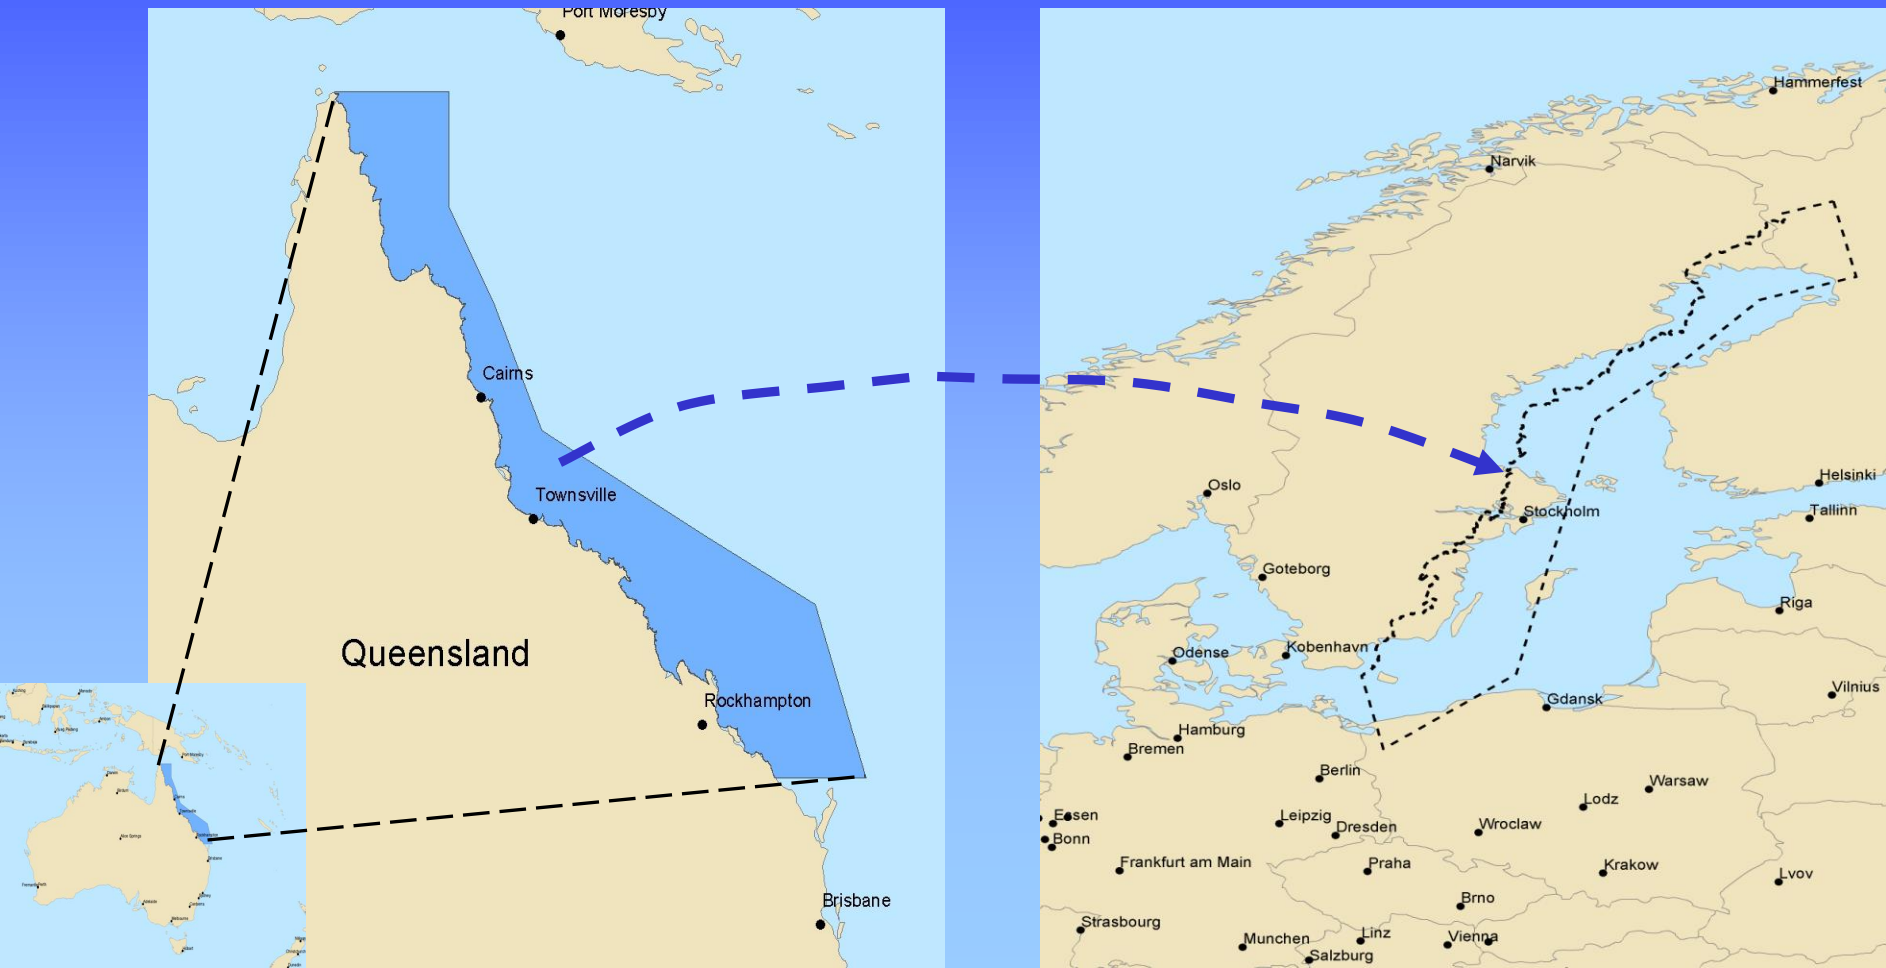 Port Moresby
Cairns
Townsville
Queensland
Rockhampton
Brisbane
Hammerfest
Narvik
Oslo
Helsinki
Stockholm
Tallinn
Goteborg
Riga
Kobenhavn
Odense
Vilnius
Gdansk
Hamburg
Bremen
Berlin
Warsaw
Lodz
Essen
Leipzig
Dresden
Wroclaw
Bonn
Frankfurt am Main
Praha
Krakow
Lvov
Brno
Strasbourg
Munchen
Linz
Vienna
Salzburg